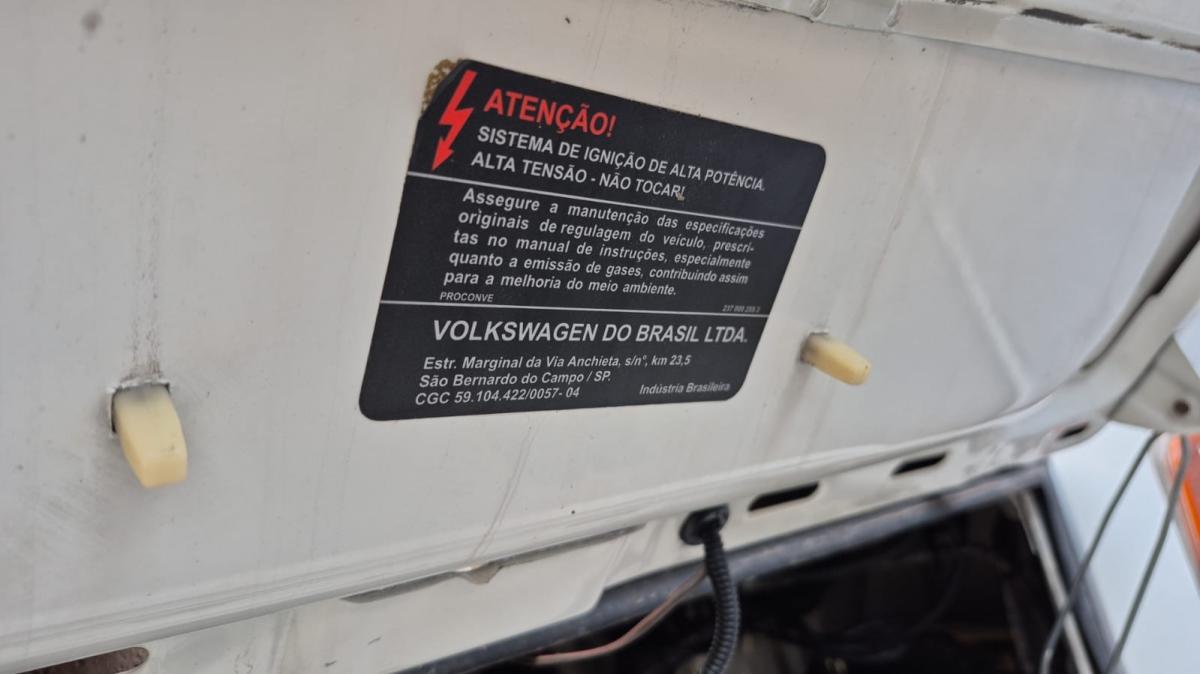 ATENÇÃO!
SISTEMA DE IGNIÇÃO DE ALTA POTÊNCIA.
ALTA TENSÃO - NÃO TOCAR!
Assegure a manutenção das especificações
originais de regulagem do veículo, prescri-
tas no manual de instruções, especialmente
quanto a emissão de gases, contribuindo assim
para a melhoria do meio ambiente.
PROCONVE
VOLKSWAGEN DO BRASIL LTDA.
Estr. Marginal da Via Anchieta, s/nº, km 23,5
São Bernardo do Campo / SP.
CGC 59.104.422/0057- 04
Indústria Brasileira